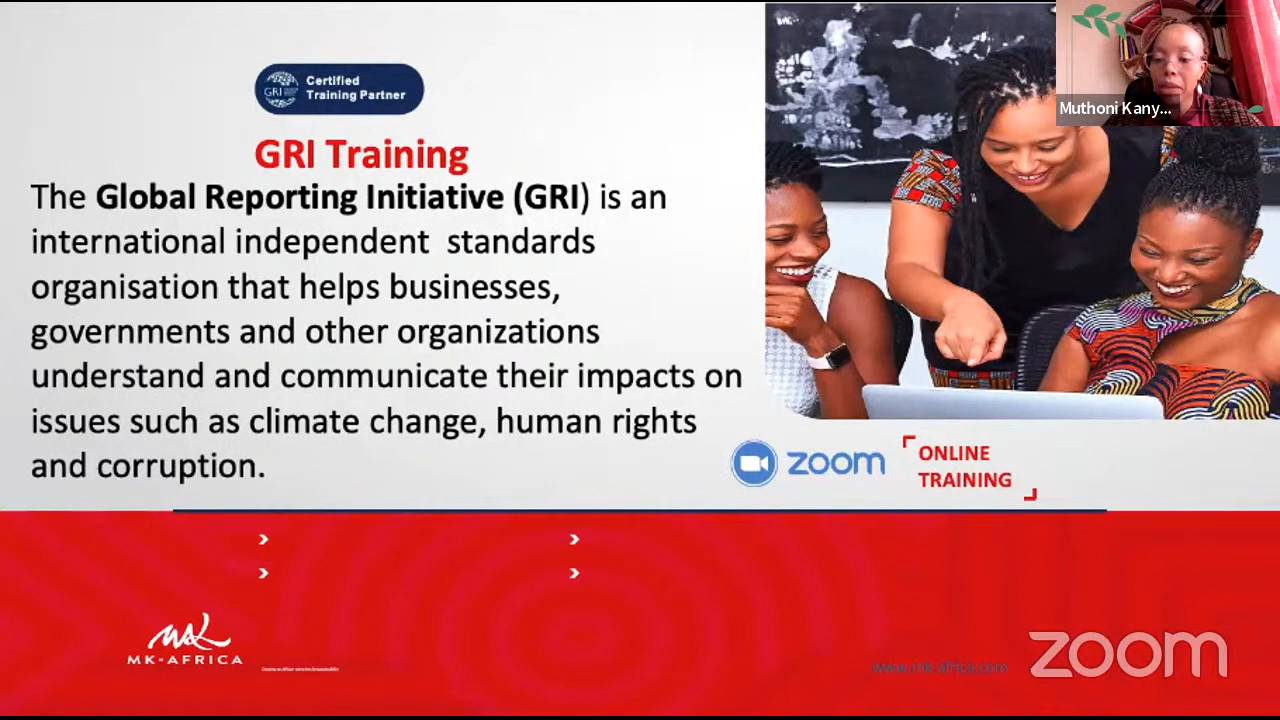 Certified
Training Partner
GRI
GRI Training
The Global Reporting Initiative (GRI) is an
international independent standards
organisation that helps businesses,
governments and other organizations
understand and communicate their impacts on
issues such as climate change, human rights
and corruption.
Muthoni Kany...
zoom
ONLINE
TRAINING
MK-AFRICA
www.mk-africa.com
zoom